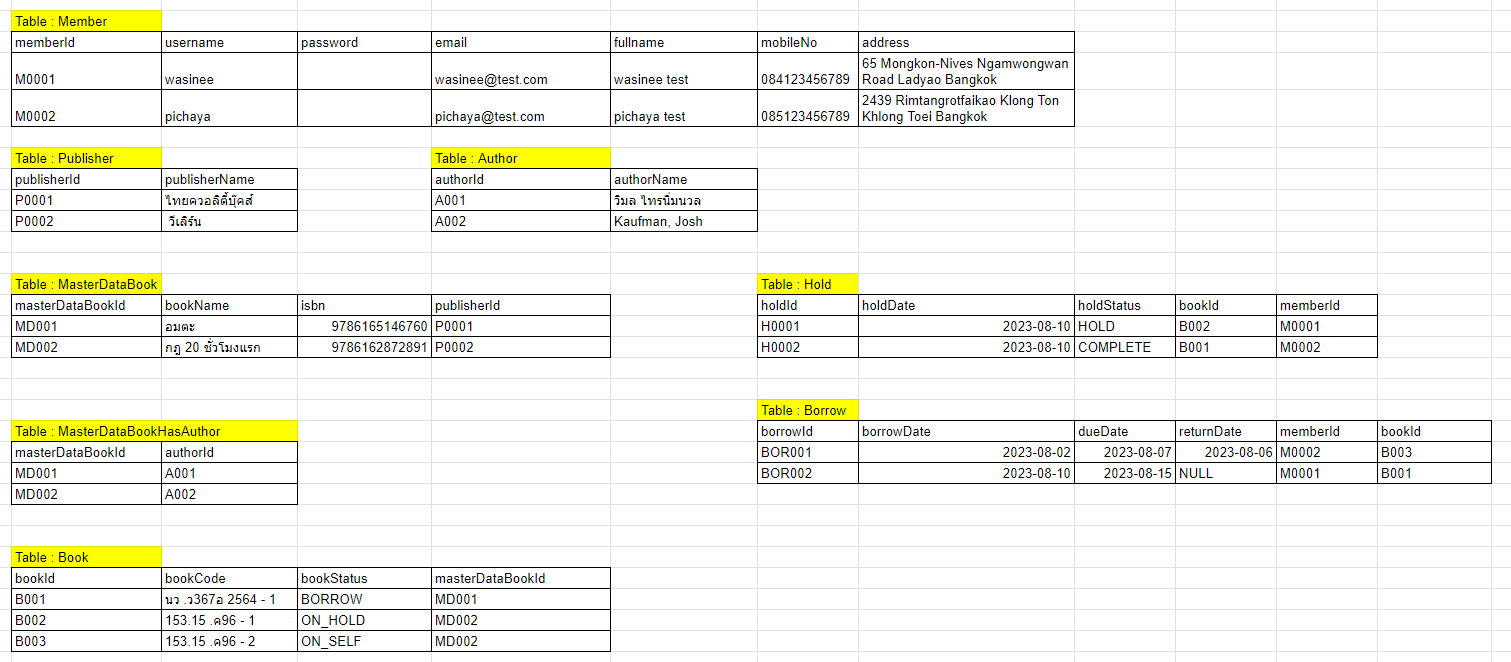 Table : Member
memberId username password email fullname mobileNo address
M0001 wasinee wasinee@test.com wasinee test 084123456789 65 Mongkon-Nives Ngamwongwan
Road Ladyao Bangkok
M0002 pichaya pichaya@test.com pichaya test 085123456789 2439 Rimtangrotfaikao Klong Ton
Khlong Toei Bangkok
Table : Publisher
publisherId publisherName
P0001 ไทยควอลิตี้บุ๊คส์
P0002 วีเลิร์น
Table : Author
authorId authorName
A001 วิมล ไทรนิ่มนวล
A002 Kaufman, Josh
Table : MasterDataBook
masterDataBookId bookName isbn publisherId
MD001 อมตะ 9786165146760 P0001
MD002 กฎ 20 ชั่วโมงแรก 9786162872891 P0002
Table : Hold
holdId holdDate holdStatus bookId memberId
H0001 2023-08-10 HOLD B002 M0001
H0002 2023-08-10 COMPLETE B001 M0002
Table : MasterDataBookHasAuthor
masterDataBookId authorId
MD001 A001
MD002 A002
Table : Borrow
borrowId borrowDate dueDate returnDate memberId bookId
BOR001 2023-08-02 2023-08-07 2023-08-06 M0002 B003
BOR002 2023-08-10 2023-08-15 NULL M0001 B001
Table : Book
bookId bookCode bookStatus masterDataBookId
B001 นว .ว367อ 2564 - 1 BORROW MD001
B002 153.15 .ค96 - 1 ON_HOLD MD002
B003 153.15 .ค96 - 2 ON_SELF MD002